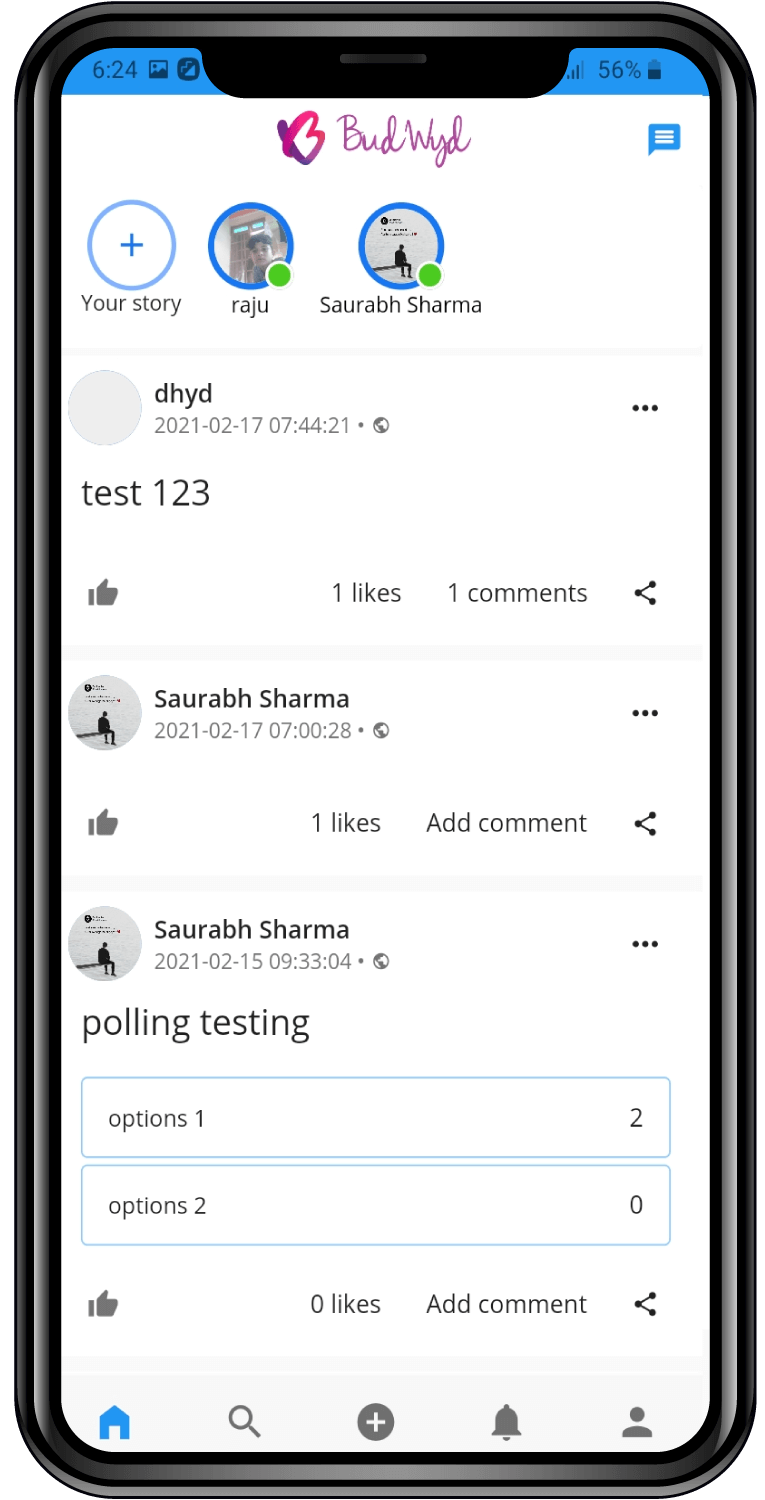 6:24 56%
BudWyd
Your story raju Saurabh Sharma
dhyd
2021-02-17 07:44:21 •
test 123
1 likes 1 comments
Saurabh Sharma
2021-02-17 07:00:28 •
1 likes Add comment
Saurabh Sharma
2021-02-15 09:33:04 •
polling testing
options 1 2
options 2 0
0 likes Add comment